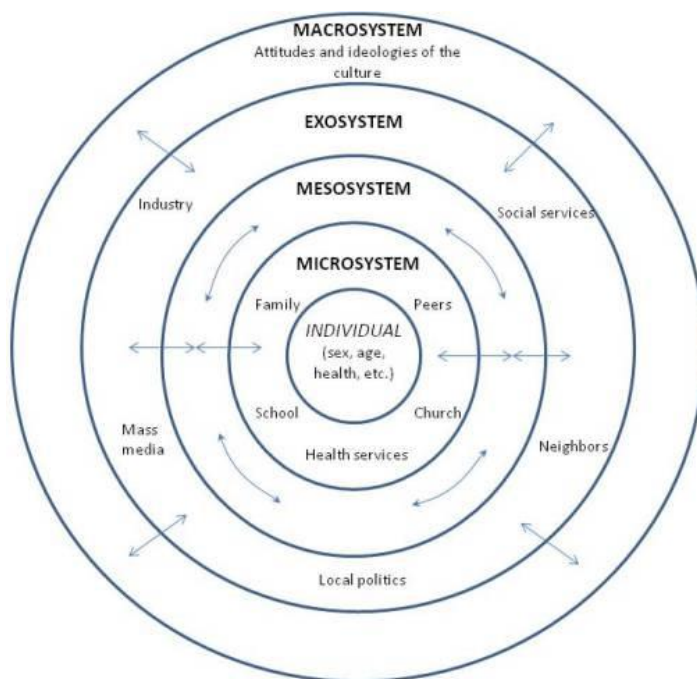 MACROSYSTEM
Attitudes and ideologies of the
culture
EXOSYSTEM
MESOSYSTEM
Industry
Social services
MICROSYSTEM
Family
Peers
INDIVIDUAL
(sex, age,
health, etc.)
School
Church
Mass
media
Health services
Neighbors
Local politics